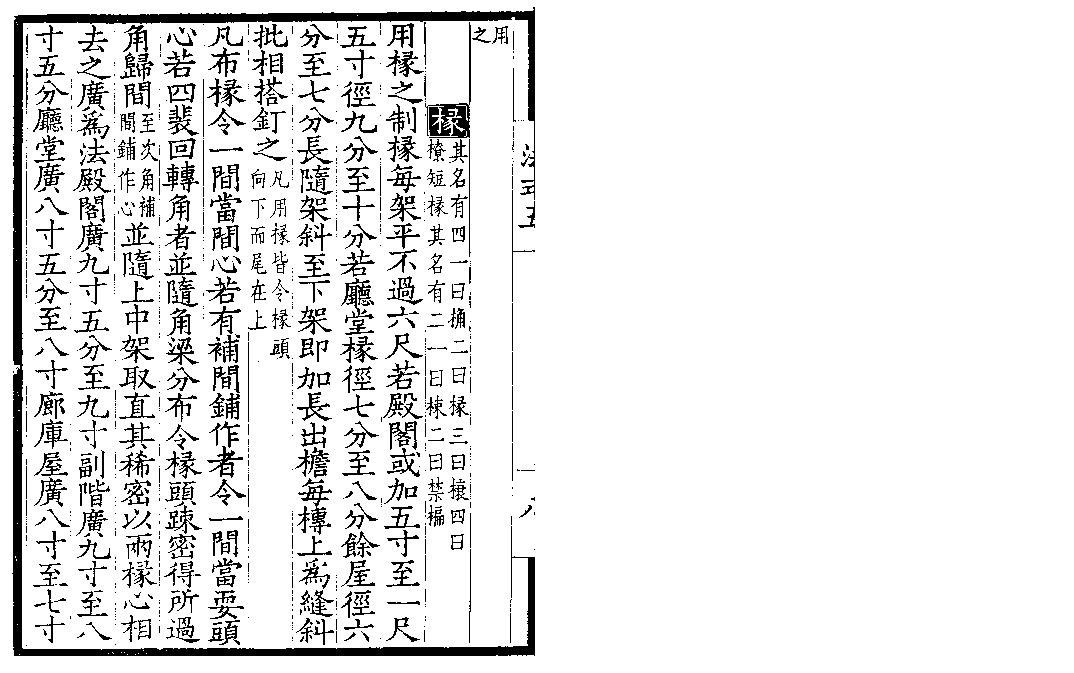 法式五
八
用
之
椽
其名有四一曰桷二曰椽三曰榱四曰
橑短椽其名有二一曰栜二曰禁楄
用椽之制椽每架平不過六尺若殿閣或加五寸至一尺
五寸徑九分至十分若廳堂椽徑七分至八分餘屋徑六
分至七分長隨架斜至下架即加長出檐每槫上爲縫斜
批相搭釘之凡用椽皆令椽頭向下而尾在上
凡布椽令一間當間心若有補間鋪作者令一間當耍頭
心若四裴回轉角者並隨角梁分布令椽頭踈密得所過
角歸間至次角補間鋪作心並隨上中架取直其稀密以兩椽心相
去之廣爲法殿閣廣九寸五分至九寸副階廣九寸至八
寸五分廳堂廣八寸五分至八寸廊庫屋廣八寸至七寸